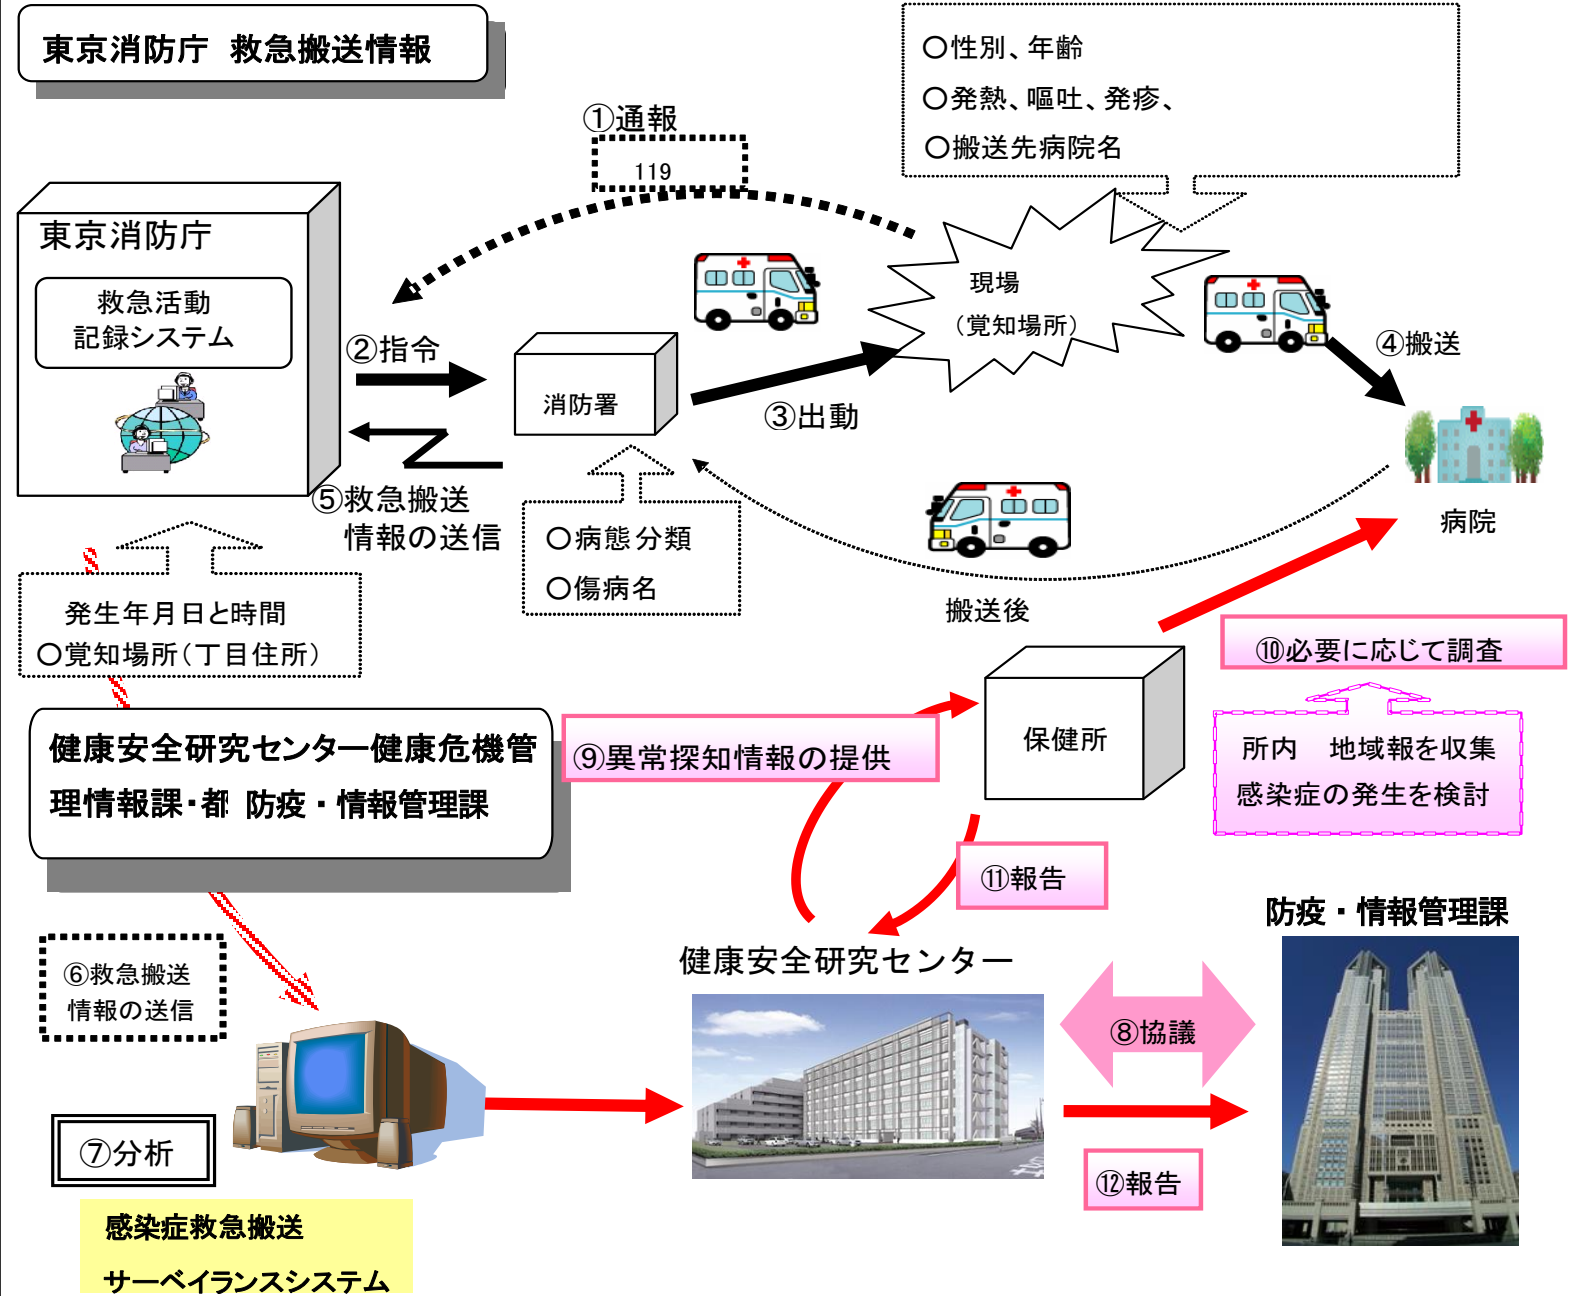 東京消防庁 救急搬送情報
〇性別、年齢
〇発熱、嘔吐、発疹、
〇搬送先病院名
①通報
119
東京消防庁
救急活動
記録システム
②指令
消防署
③出動
現場
（覚知場所）
④搬送
病院
⑤救急搬送
情報の送信
〇病態分類
〇傷病名
搬送後
発生年月日と時間
〇覚知場所（丁目住所）
健康安全研究センター健康危機管
理情報課・都 防疫・情報管理課
⑨異常探知情報の提供
保健所
⑩必要に応じて調査
所内 地域報を収集
感染症の発生を検討
⑪報告
防疫・情報管理課
健康安全研究センター
⑥救急搬送
情報の送信
⑧協議
⑦分析
⑫報告
感染症救急搬送
サーベイランスシステム